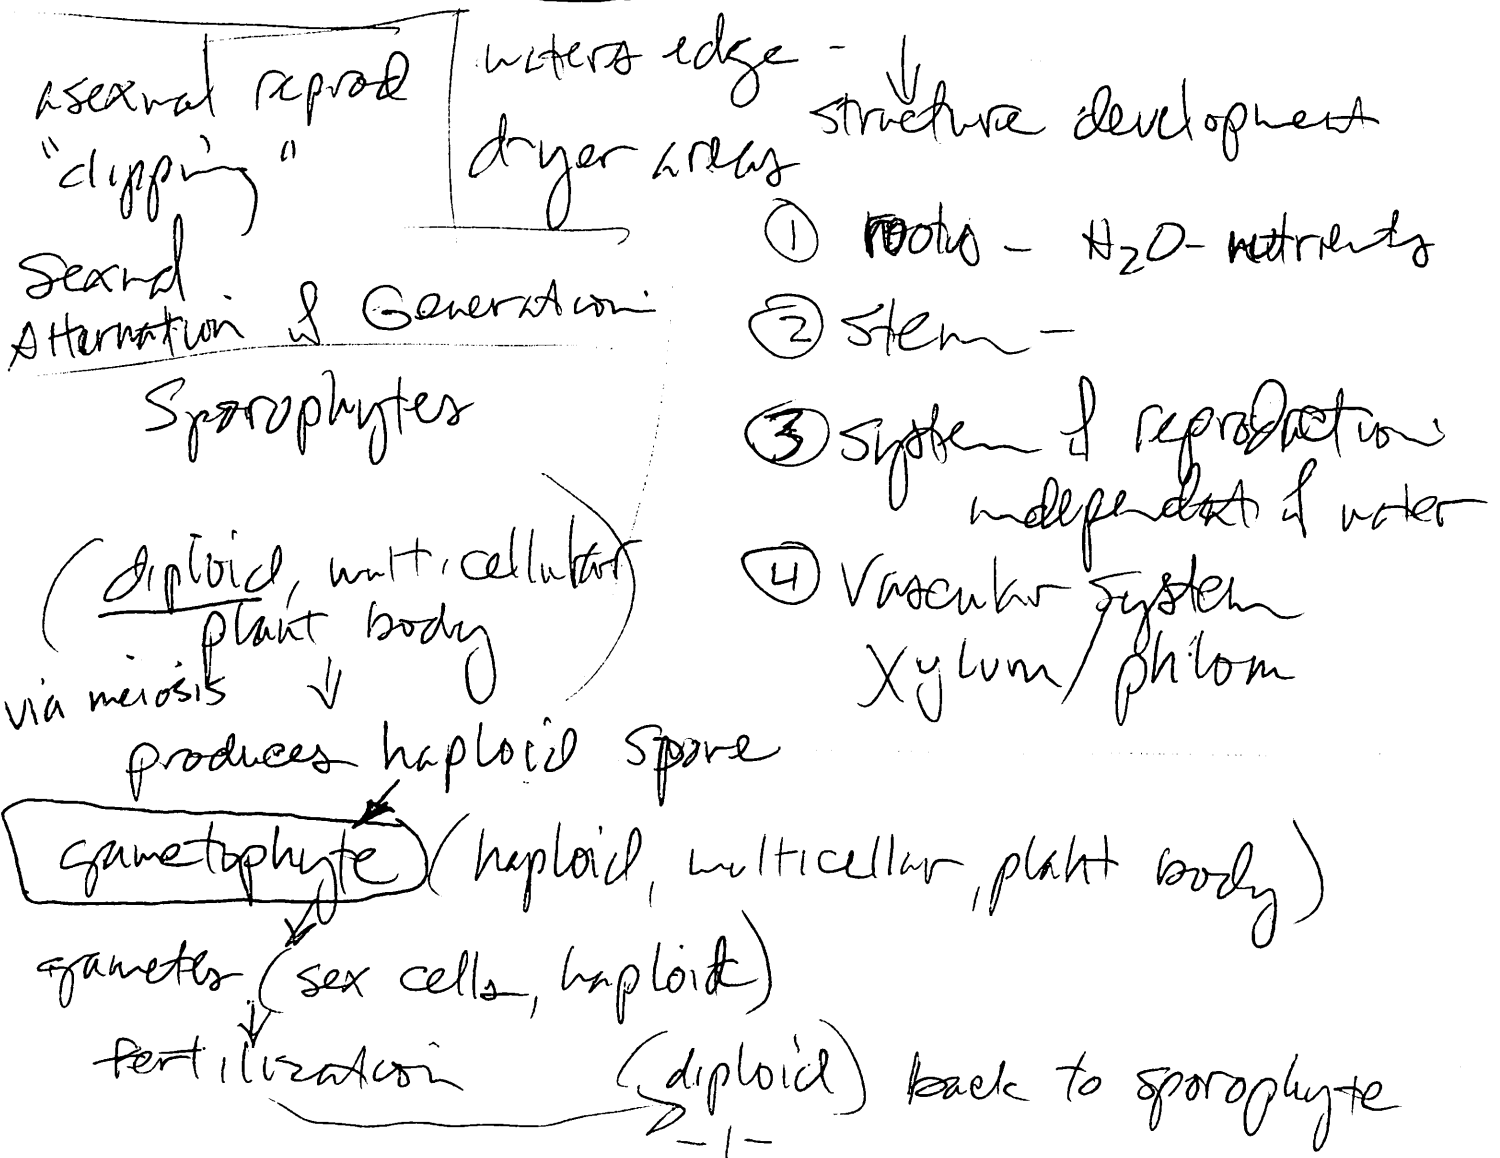 asexual reprod
"clipping"
waters edge -
dryer areas
structure development
① roots - H₂O - nutrients
② stem -
③ system of reproduction
independent of water
④ Vascular system
Xylum/phlom
Sexual
Alternation of Generation
Sporophytes
(diploid, multicellular
plant body
via meiosis
produces haploid spore
gametophyte (haploid, multicellar, plant body)
gametes (sex cells, haploid)
fertilization (diploid) back to sporophyte
-1-